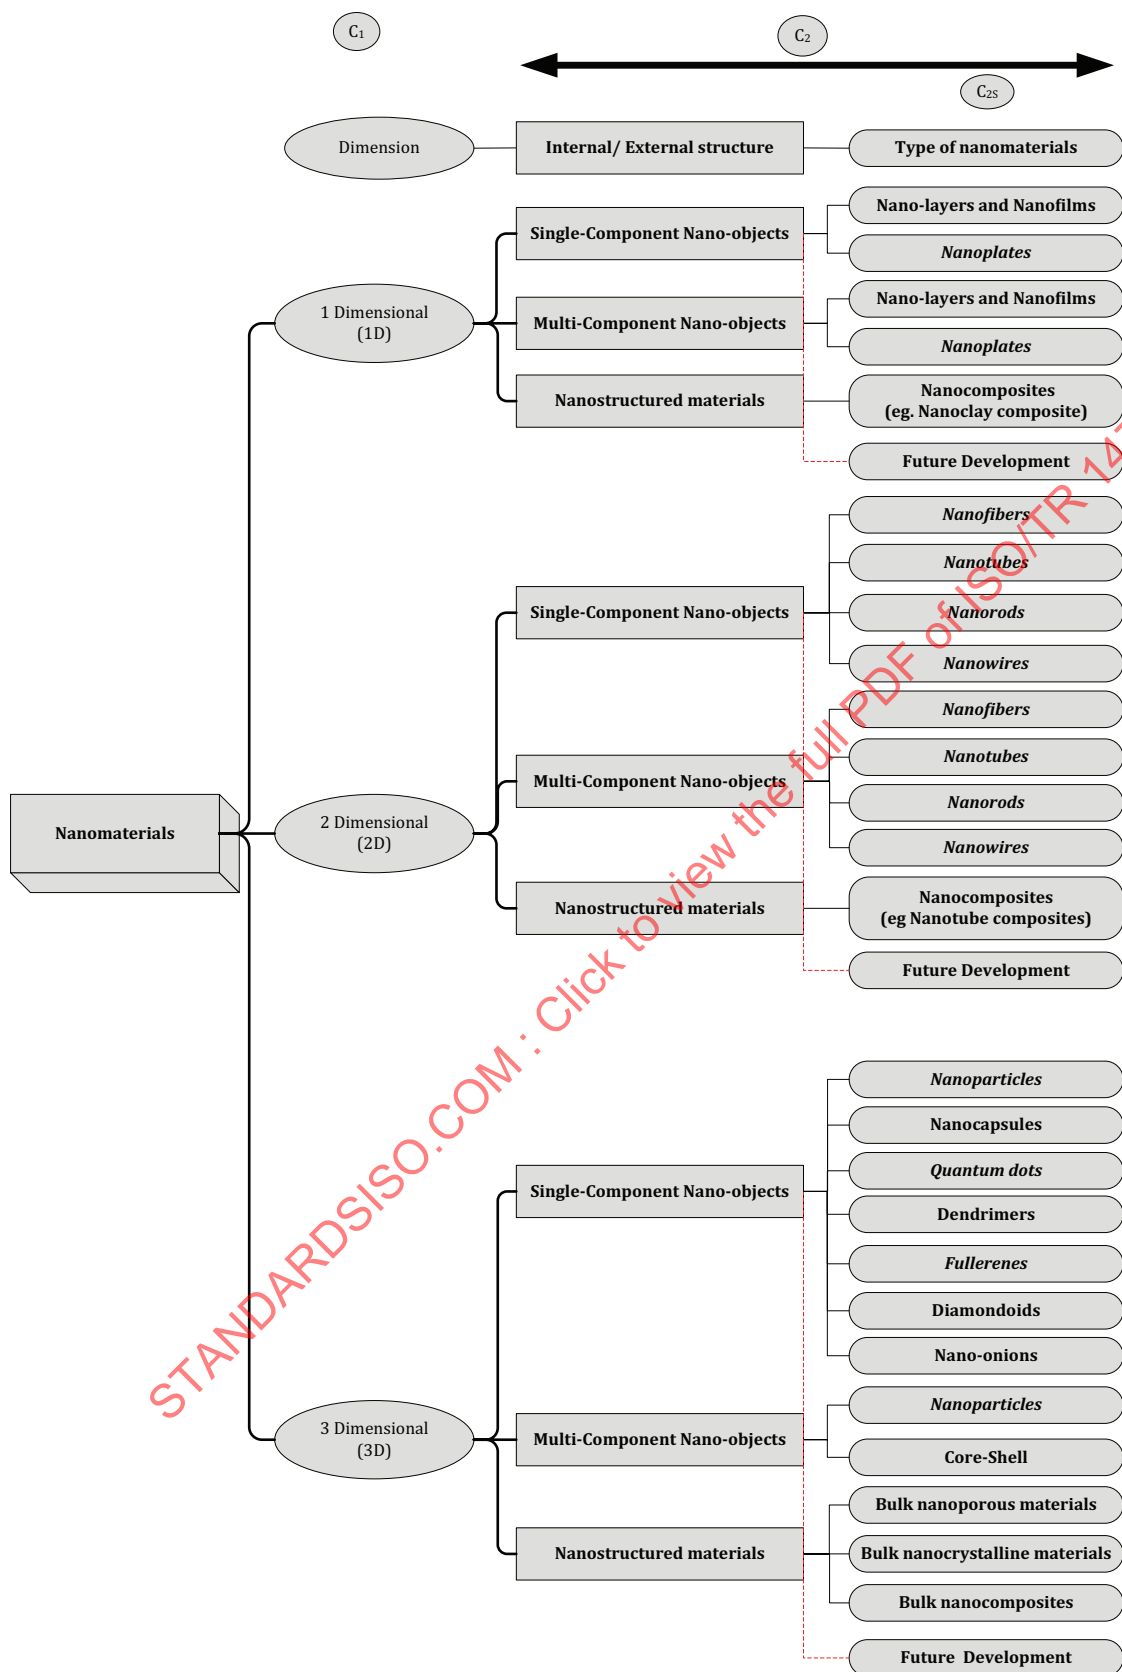 C1
C2
C2S
Dimension
Internal/ External structure
Type of nanomaterials
Nanomaterials
1 Dimensional
(1D)
Single-Component Nano-objects
Nano-layers and Nanofilms
Nanoplates
Multi-Component Nano-objects
Nano-layers and Nanofilms
Nanoplates
Nanostructured materials
Nanocomposites
(eg. Nanoclay composite)
Future Development
2 Dimensional
(2D)
Single-Component Nano-objects
Nanofibers
Nanotubes
Nanorods
Nanowires
Multi-Component Nano-objects
Nanofibers
Nanotubes
Nanorods
Nanowires
Nanostructured materials
Nanocomposites
(eg Nanotube composites)
Future Development
3 Dimensional
(3D)
Single-Component Nano-objects
Nanoparticles
Nanocapsules
Quantum dots
Dendrimers
Fullerenes
Diamondoids
Nano-onions
Multi-Component Nano-objects
Nanoparticles
Core-Shell
Nanostructured materials
Bulk nanoporous materials
Bulk nanocrystalline materials
Bulk nanocomposites
Future Development
STANDARDSISO.COM : Click to view the full PDF of ISO/TR